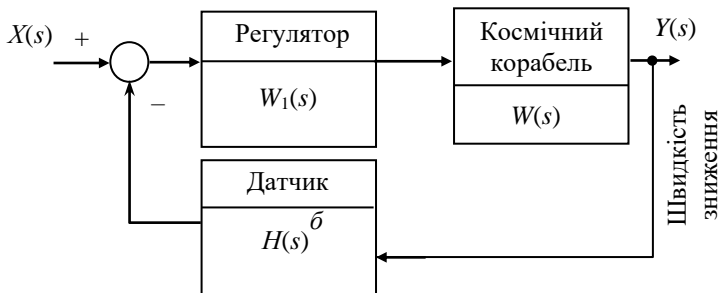 X(s)
+
Регулятор
W₁(s)
Космічний
корабель
W(s)
Y(s)
–
Датчик
H(s)
б
Швидкість
зниження